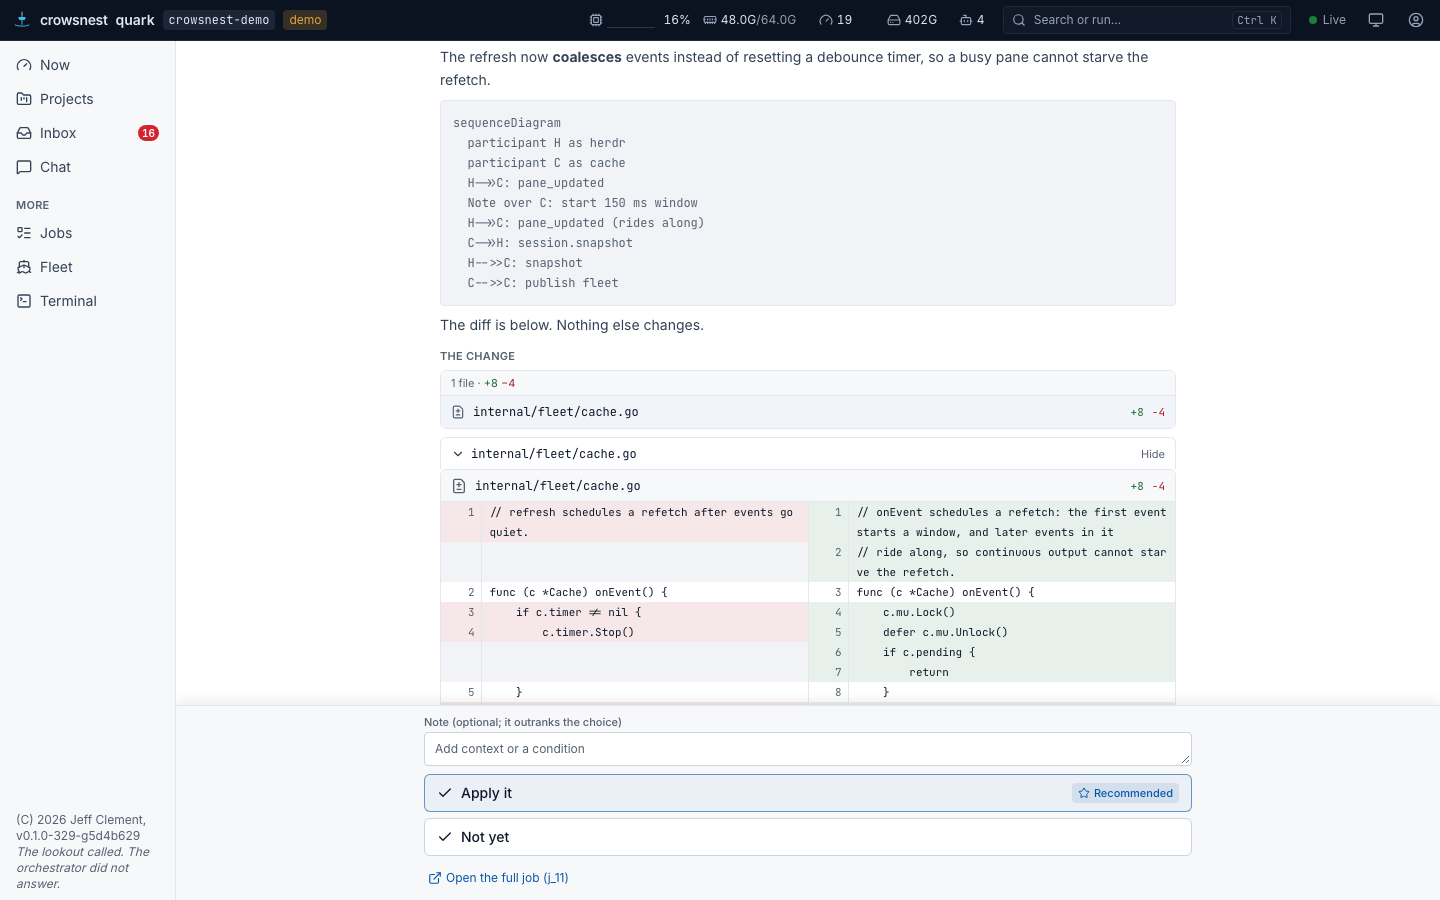 crowsnest quark crowsnest-demo demo 16% 48.0G/64.0G 19 402G 4 Search or run... Ctrl K Live
Now
Projects
Inbox 16
Chat
MORE
Jobs
Fleet
Terminal
(C) 2026 Jeff Clement,
v0.1.0-329-g5d4b629
The lookout called. The
orchestrator did not
answer.
The refresh now coalesces events instead of resetting a debounce timer, so a busy pane cannot starve the
refetch.
sequenceDiagram
participant H as herdr
participant C as cache
H->>C: pane_updated
Note over C: start 150 ms window
H->>C: pane_updated (rides along)
C->>H: session.snapshot
H-->>C: snapshot
C-->>C: publish fleet
The diff is below. Nothing else changes.
THE CHANGE
1 file · +8 −4
internal/fleet/cache.go +8 -4
internal/fleet/cache.go Hide
internal/fleet/cache.go +8 -4
1 // refresh schedules a refetch after events go
quiet.
2 func (c *Cache) onEvent() {
3 if c.timer != nil {
4 c.timer.Stop()
5 }
1 // onEvent schedules a refetch: the first event
starts a window, and later events in it
2 // ride along, so continuous output cannot star
ve the refetch.
3 func (c *Cache) onEvent() {
4 c.mu.Lock()
5 defer c.mu.Unlock()
6 if c.pending {
7 return
8 }
Note (optional; it outranks the choice)
Add context or a condition
Apply it Recommended
Not yet
Open the full job (j_11)